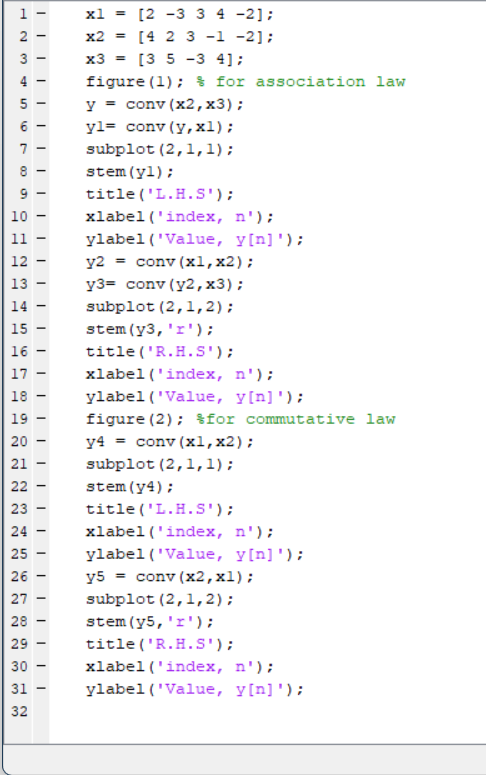 1 - x1 = [2 -3 3 4 -2];
2 - x2 = [4 2 3 -1 -2];
3 - x3 = [3 5 -3 4];
4 - figure(1); % for association law
5 - y = conv(x2,x3);
6 - y1= conv(y,x1);
7 - subplot(2,1,1);
8 - stem(y1);
9 - title('L.H.S');
10 - xlabel('index, n');
11 - ylabel('Value, y[n]');
12 - y2 = conv(x1,x2);
13 - y3= conv(y2,x3);
14 - subplot(2,1,2);
15 - stem(y3,'r');
16 - title('R.H.S');
17 - xlabel('index, n');
18 - ylabel('Value, y[n]');
19 - figure(2); %for commutative law
20 - y4 = conv(x1,x2);
21 - subplot(2,1,1);
22 - stem(y4);
23 - title('L.H.S');
24 - xlabel('index, n');
25 - ylabel('Value, y[n]');
26 - y5 = conv(x2,x1);
27 - subplot(2,1,2);
28 - stem(y5,'r');
29 - title('R.H.S');
30 - xlabel('index, n');
31 - ylabel('Value, y[n]');
32